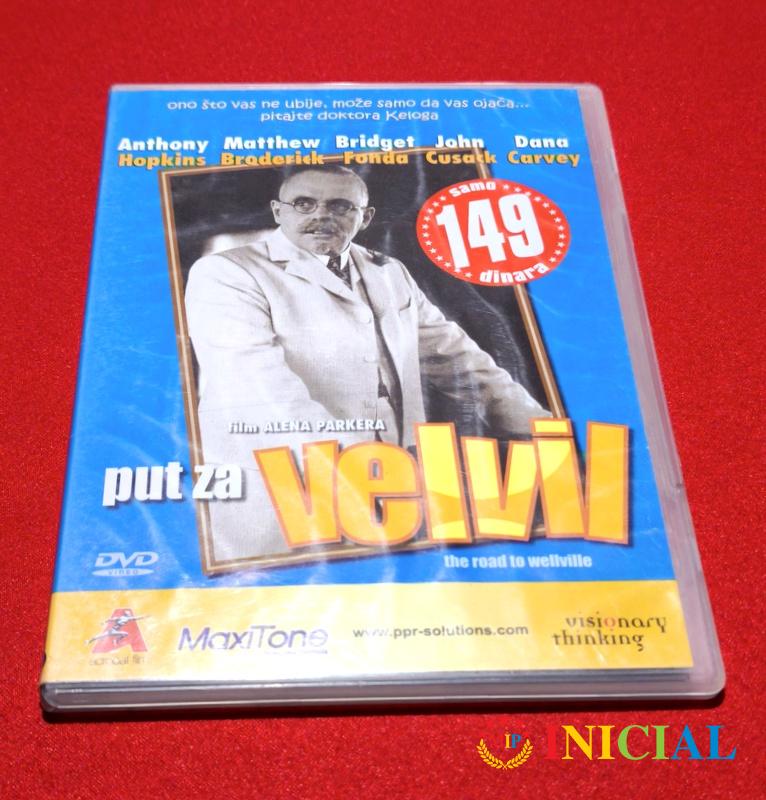 ono što vas ne ubije, može samo da vas ojača...
pitajte doktora Keloga
Anthony Matthew Bridget John Dana
Hopkins Broderick Fonda Cusack Carvey
samo
149
dinara
film ALENA PARKERA
put za velvil
the road to wellville
DVD
VIDEO
MaxiTone
www.ppr-solutions.com
visionary
thinking
IP INICIAL